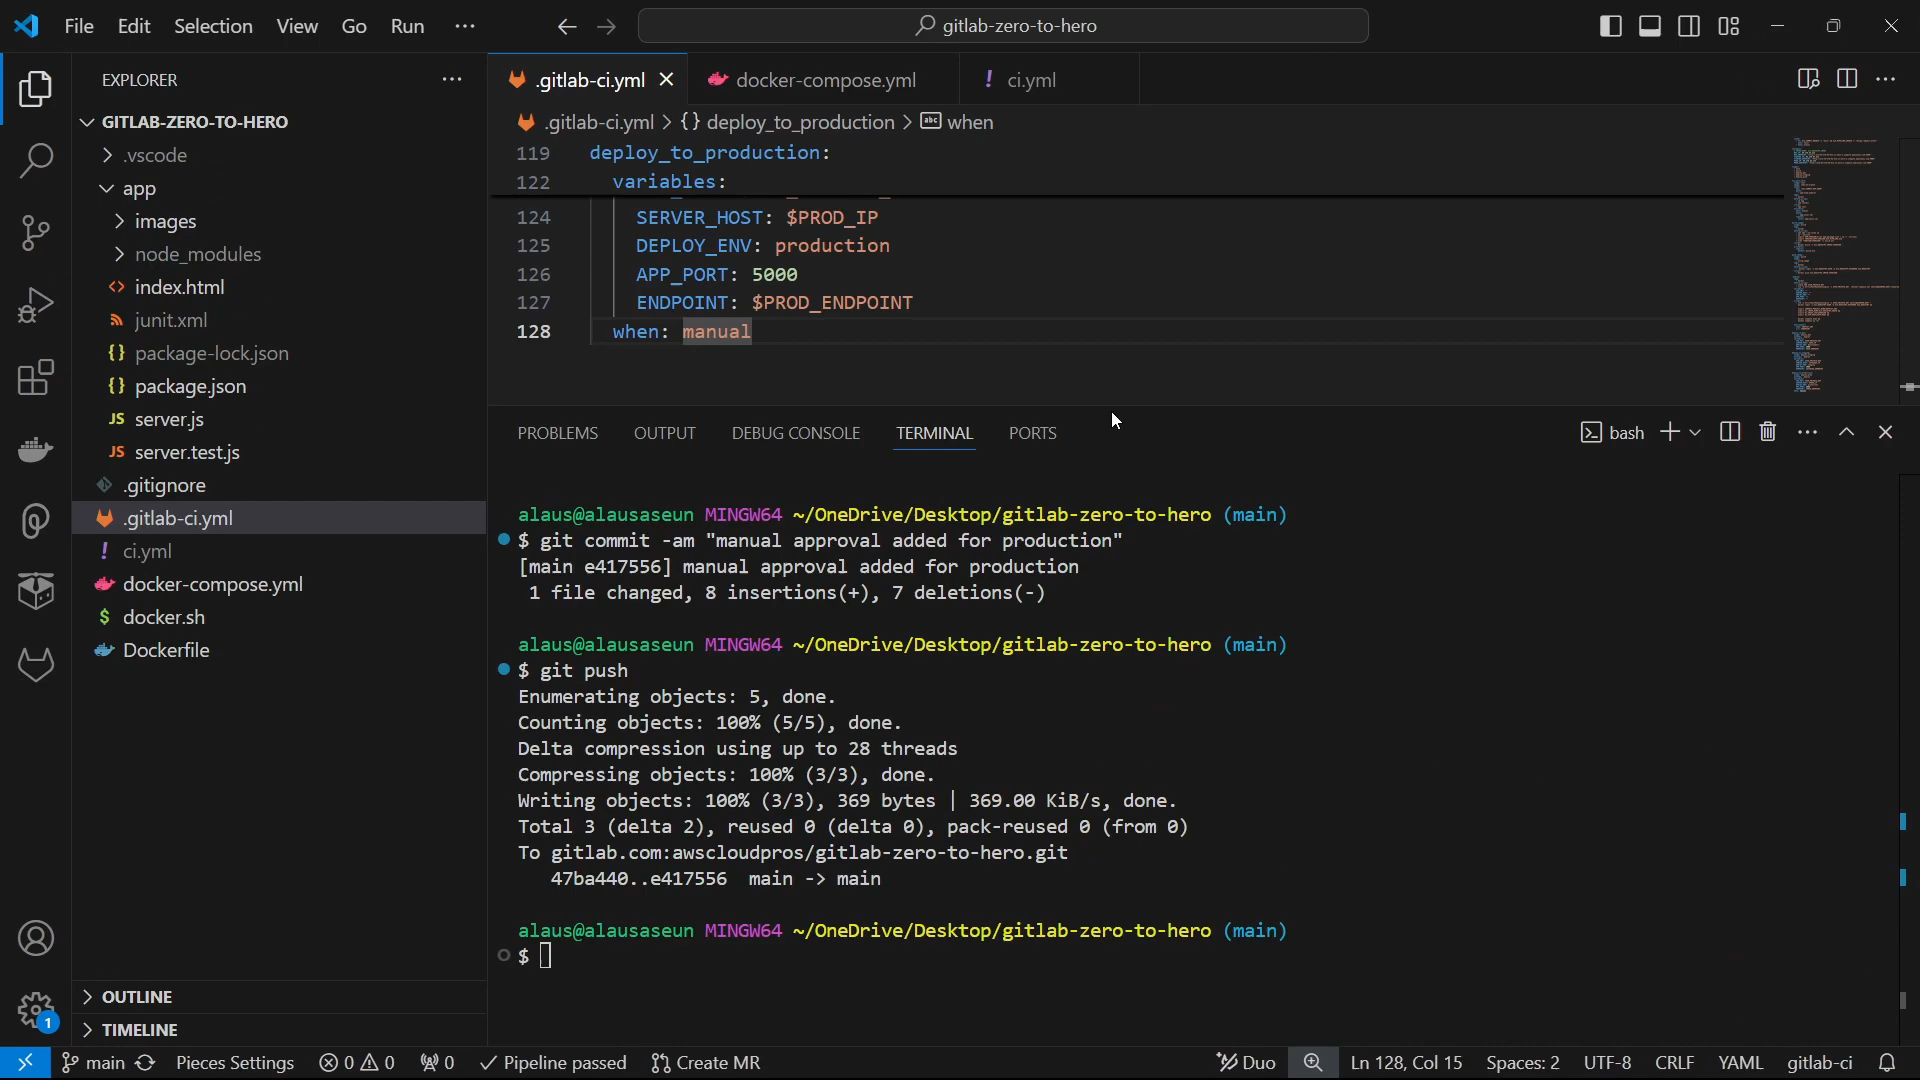 File Edit Selection View Go Run ···
gitlab-zero-to-hero
EXPLORER
GITLAB-ZERO-TO-HERO
.vscode
app
images
node_modules
index.html
junit.xml
package-lock.json
package.json
JS server.js
JS server.test.js
.gitignore
.gitlab-ci.yml
! ci.yml
docker-compose.yml
$ docker.sh
Dockerfile
OUTLINE
TIMELINE
.gitlab-ci.yml
docker-compose.yml
! ci.yml
.gitlab-ci.yml > {} deploy_to_production > abc when
119 deploy_to_production:
122 variables:
124 SERVER_HOST: $PROD_IP
125 DEPLOY_ENV: production
126 APP_PORT: 5000
127 ENDPOINT: $PROD_ENDPOINT
128 when: manual
PROBLEMS OUTPUT DEBUG CONSOLE TERMINAL PORTS
bash
alaus@alausaseun MINGW64 ~/OneDrive/Desktop/gitlab-zero-to-hero (main)
$ git commit -am "manual approval added for production"
[main e417556] manual approval added for production
1 file changed, 8 insertions(+), 7 deletions(-)
alaus@alausaseun MINGW64 ~/OneDrive/Desktop/gitlab-zero-to-hero (main)
$ git push
Enumerating objects: 5, done.
Counting objects: 100% (5/5), done.
Delta compression using up to 28 threads
Compressing objects: 100% (3/3), done.
Writing objects: 100% (3/3), 369 bytes | 369.00 KiB/s, done.
Total 3 (delta 2), reused 0 (delta 0), pack-reused 0 (from 0)
To gitlab.com:awscloudpros/gitlab-zero-to-hero.git
47ba440..e417556 main -> main
alaus@alausaseun MINGW64 ~/OneDrive/Desktop/gitlab-zero-to-hero (main)
$
1
main Pieces Settings 0 0 0 Pipeline passed Create MR Duo Ln 128, Col 15 Spaces: 2 UTF-8 CRLF YAML gitlab-ci